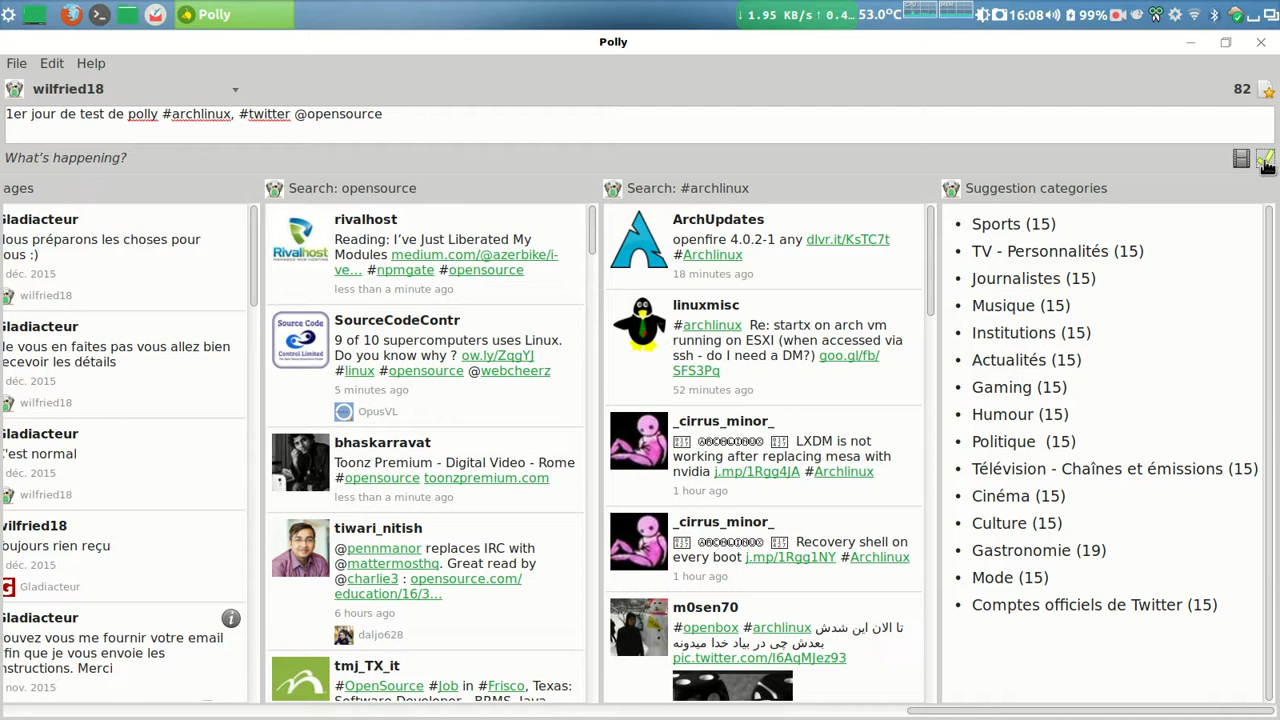 Polly
↓ 1.95 KB/s ↑ 0.4... 53.0°C 16:08 99%
Polly
File Edit Help
wilfried18
82
1er jour de test de polly #archlinux, #twitter @opensource
What's happening?
ages
Gladiacteur
Nous préparons les choses pour
vous :)
déc. 2015
wilfried18
Gladiacteur
Ne vous en faites pas vous allez bien
recevoir les détails
déc. 2015
wilfried18
Gladiacteur
C'est normal
déc. 2015
wilfried18
wilfried18
oujours rien reçu
déc. 2015
Gladiacteur
Gladiacteur
ouvez vous me fournir votre email
afin que je vous envoie les
instructions. Merci
nov. 2015
Search: opensource
rivalhost
Reading: I've Just Liberated My
Modules medium.com/@azerbike/i-
ve... #npmgate #opensource
less than a minute ago
SourceCodeContr
9 of 10 supercomputers uses Linux.
Do you know why ? ow.ly/ZqgYJ
#linux #opensource @webcheerz
5 minutes ago
OpusVL
bhaskarravat
Toonz Premium - Digital Video - Rome
#opensource toonzpremium.com
less than a minute ago
tiwari_nitish
@pennmanor replaces IRC with
@mattermosthq. Great read by
@charlie3 : opensource.com/
education/16/3...
6 hours ago
daljo628
tmj_TX_it
#OpenSource #Job in #Frisco, Texas:
Software Developer - BRMS, Java,
Search: #archlinux
ArchUpdates
openfire 4.0.2-1 any dlvr.it/KsTC7t
#Archlinux
18 minutes ago
linuxmisc
#archlinux Re: startx on arch vm
running on ESXI (when accessed via
ssh - do I need a DM?) goo.gl/fb/
SFS3Pq
52 minutes ago
_cirrus_minor_
ⒶⓇⒸⒽⓁⒾⓃⓊⓍ LXDM is not
working after replacing mesa with
nvidia j.mp/1Rgg4JA #Archlinux
1 hour ago
_cirrus_minor_
ⒶⓇⒸⒽⓁⒾⓃⓊⓍ Recovery shell on
every boot j.mp/1Rgg1NY #Archlinux
1 hour ago
m0sen70
#openbox #archlinux تا الان این شدش
بعدش چی در بیاد خدا میدونه
pic.twitter.com/I6AqMJez93
Suggestion categories
• Sports (15)
• TV - Personnalités (15)
• Journalistes (15)
• Musique (15)
• Institutions (15)
• Actualités (15)
• Gaming (15)
• Humour (15)
• Politique (15)
• Télévision - Chaînes et émissions (15)
• Cinéma (15)
• Culture (15)
• Gastronomie (19)
• Mode (15)
• Comptes officiels de Twitter (15)